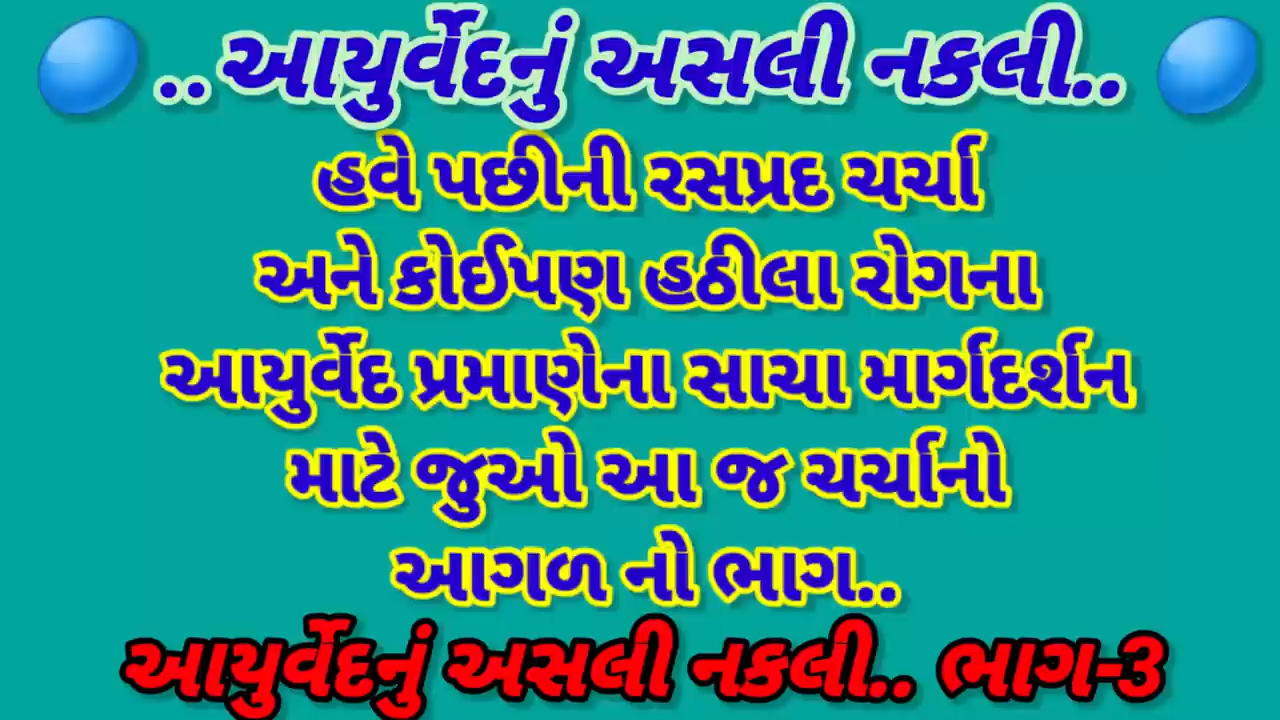 .. આયુર્વેદનું અસલી નકલી..
હવે પછીની રસપ્રદ ચર્ચા
અને કોઈપણ હઠીલા રોગના
આયુર્વેદ પ્રમાણેના સાચા માર્ગદર્શન
માટે જુઓ આ જ ચર્ચાનો
આગળ નો ભાગ..
આયુર્વેદનું અસલી નકલી.. ભાગ-3